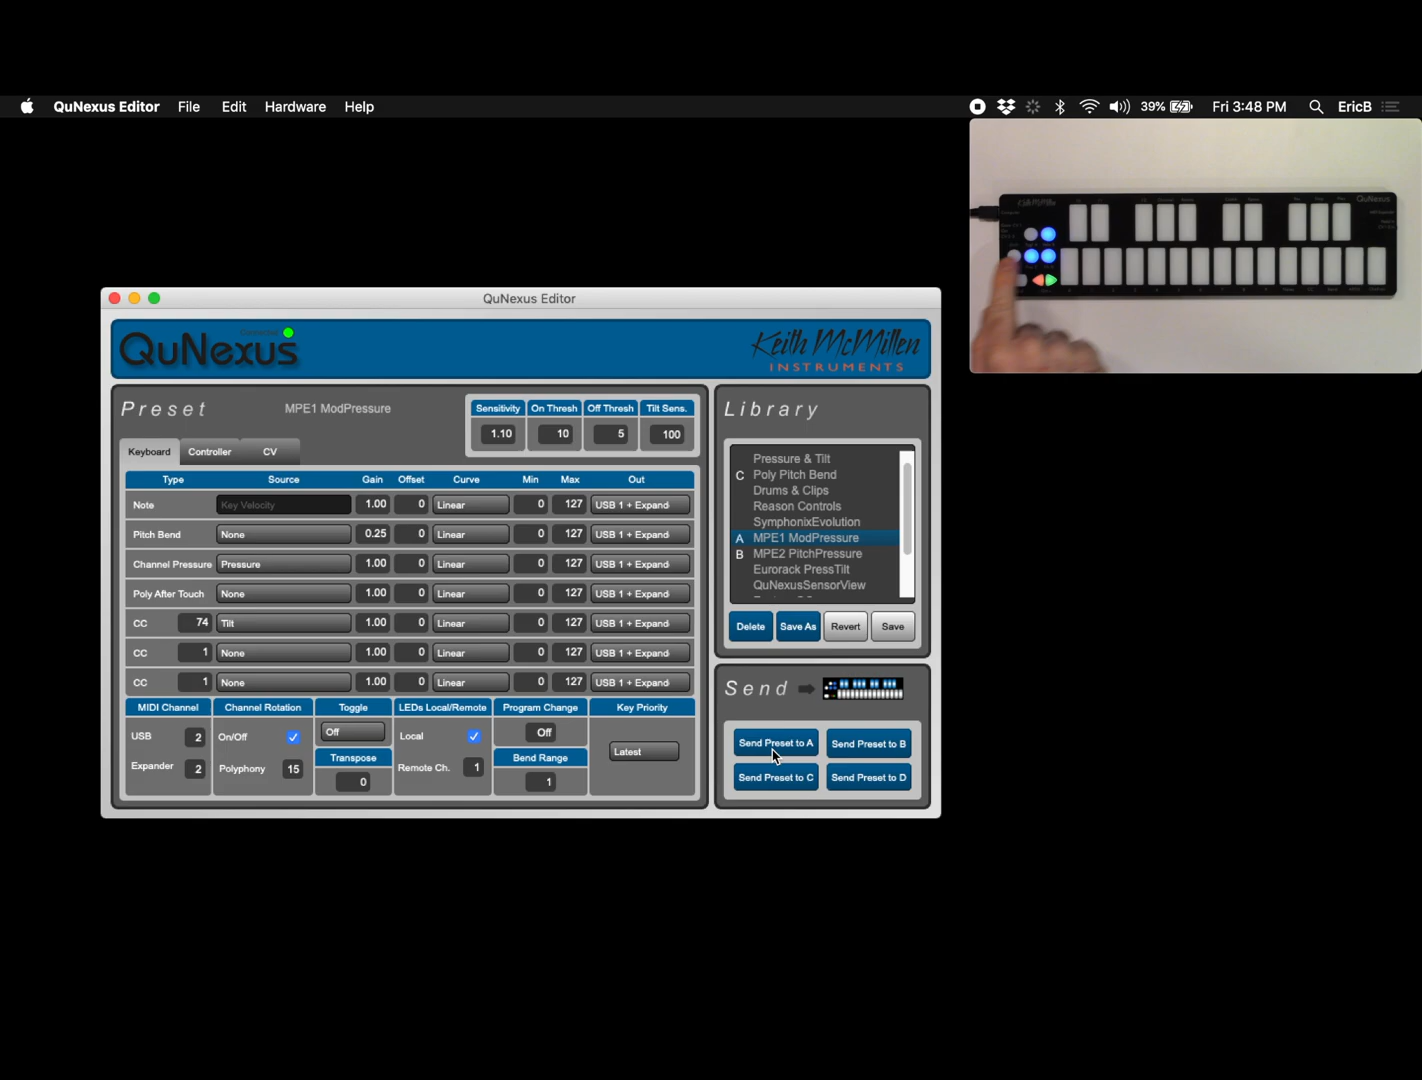 QuNexus Editor File Edit Hardware Help 39% Fri 3:48 PM EricB
QuNexus
QuNexus Editor
Connected
QuNexus
Keith McMillen
INSTRUMENTS
Preset MPE1 ModPressure
Sensitivity On Thresh Off Thresh Tilt Sens.
1.10 10 5 100
Keyboard Controller CV
Type Source Gain Offset Curve Min Max Out
Note Key Velocity 1.00 0 Linear 0 127 USB 1 + Expand
Pitch Bend None 0.25 0 Linear 0 127 USB 1 + Expand
Channel Pressure Pressure 1.00 0 Linear 0 127 USB 1 + Expand
Poly After Touch None 1.00 0 Linear 0 127 USB 1 + Expand
CC 74 Tilt 1.00 0 Linear 0 127 USB 1 + Expand
CC 1 None 1.00 0 Linear 0 127 USB 1 + Expand
CC 1 None 1.00 0 Linear 0 127 USB 1 + Expand
MIDI Channel Channel Rotation Toggle LEDs Local/Remote Program Change Key Priority
USB 2 On/Off Off Local Off
Latest
Transpose Bend Range
Expander 2 Polyphony 15 Remote Ch. 1
0 1
Library
Pressure & Tilt
C Poly Pitch Bend
Drums & Clips
Reason Controls
SymphonixEvolution
A MPE1 ModPressure
B MPE2 PitchPressure
Eurorack PressTilt
QuNexusSensorView
Delete Save As Revert Save
Send
Send Preset to A Send Preset to B
Send Preset to C Send Preset to D